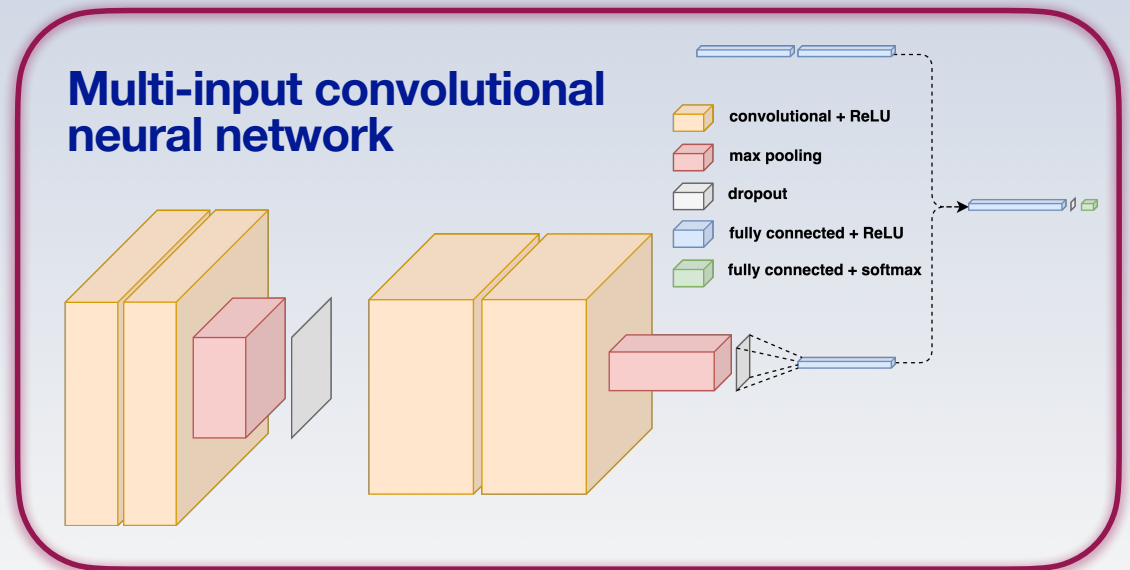 Multi-input convolutional
neural network
convolutional + ReLU
max pooling
dropout
fully connected + ReLU
fully connected + softmax